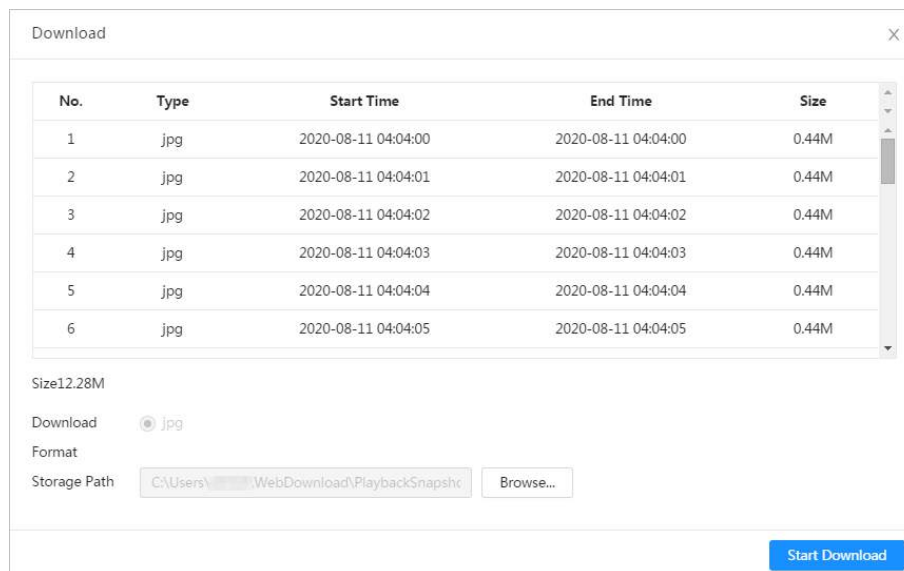 Download
No. Type Start Time End Time Size
1 jpg 2020-08-11 04:04:00 2020-08-11 04:04:00 0.44M
2 jpg 2020-08-11 04:04:01 2020-08-11 04:04:01 0.44M
3 jpg 2020-08-11 04:04:02 2020-08-11 04:04:02 0.44M
4 jpg 2020-08-11 04:04:03 2020-08-11 04:04:03 0.44M
5 jpg 2020-08-11 04:04:04 2020-08-11 04:04:04 0.44M
6 jpg 2020-08-11 04:04:05 2020-08-11 04:04:05 0.44M
Size12.28M
Download jpg
Format
Storage Path C:\Users\ \WebDownload\PlaybackSnapsho Browse...
Start Download